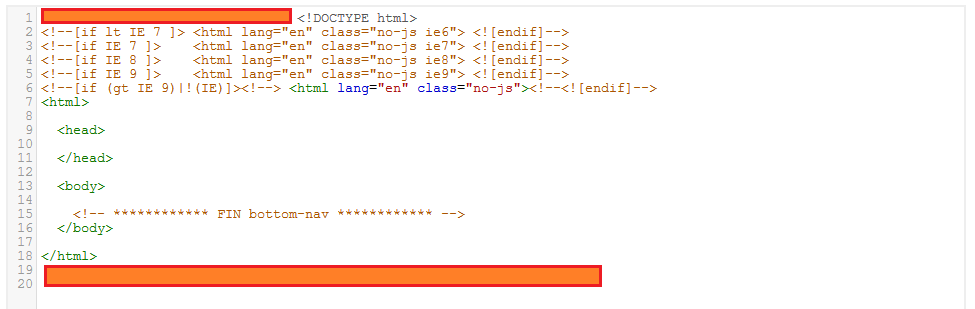 1 <!DOCTYPE html>
2 <!--[if lt IE 7 ]> <html lang="en" class="no-js ie6"> <![endif]-->
3 <!--[if IE 7 ]>    <html lang="en" class="no-js ie7"> <![endif]-->
4 <!--[if IE 8 ]>    <html lang="en" class="no-js ie8"> <![endif]-->
5 <!--[if IE 9 ]>    <html lang="en" class="no-js ie9"> <![endif]-->
6 <!--[if (gt IE 9)|!(IE)]><!--> <html lang="en" class="no-js"><!--<![endif]-->
7 <html>
8
9   <head>
10
11   </head>
12
13   <body>
14
15     <!-- ************ FIN bottom-nav ************ -->
16   </body>
17
18 </html>
19
20